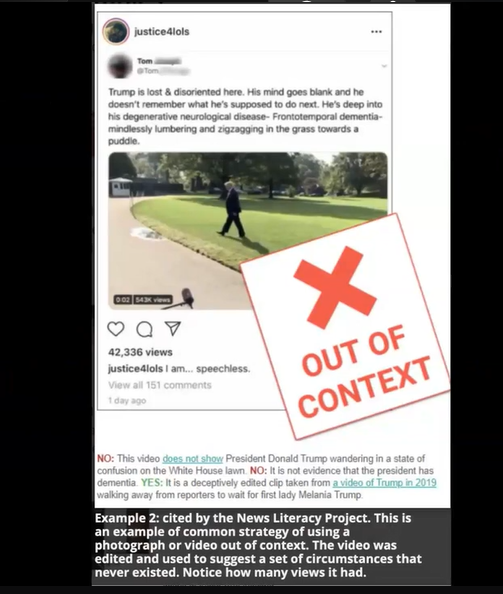 justice4lols
Tom
@Tom
Trump is lost & disoriented here. His mind goes blank and he
doesn't remember what he's supposed to do next. He's deep into
his degenerative neurological disease- Frontotemporal dementia-
mindlessly lumbering and zigzagging in the grass towards a
puddle.
0:02 543K views
42,336 views
justice4lols I am... speechless.
View all 151 comments
1 day ago
OUT OF
CONTEXT
NO: This video does not show President Donald Trump wandering in a state of
confusion on the White House lawn. NO: It is not evidence that the president has
dementia. YES: It is a deceptively edited clip taken from a video of Trump in 2019
walking away from reporters to wait for first lady Melania Trump.
Example 2: cited by the News Literacy Project. This is
an example of common strategy of using a
photograph or video out of context. The video was
edited and used to suggest a set of circumstances that
never existed. Notice how many views it had.